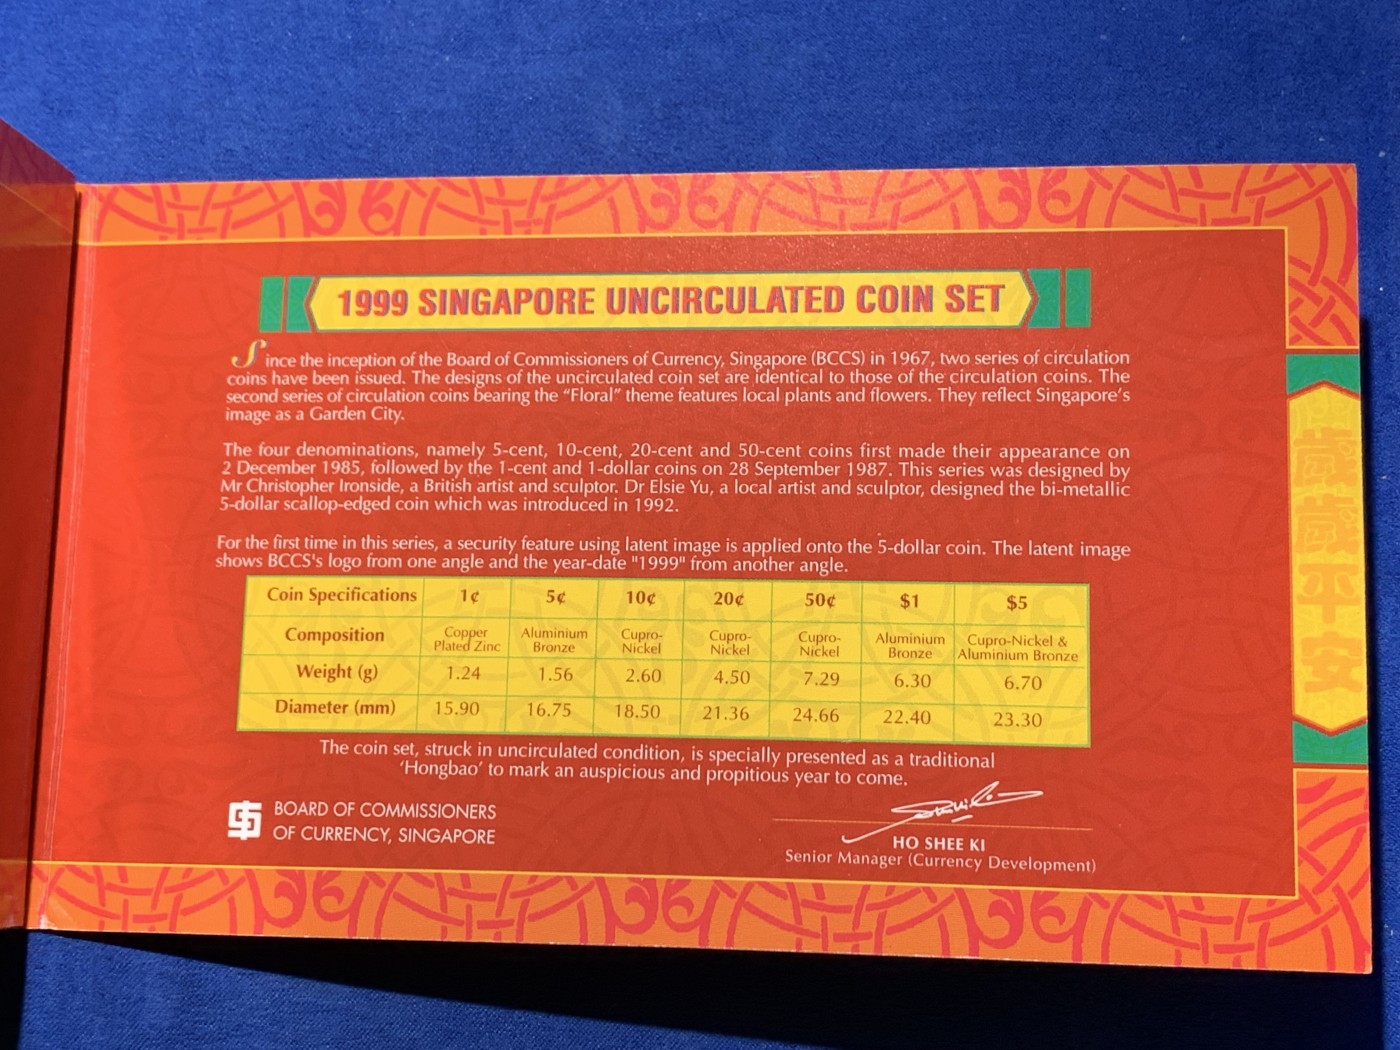 1999 SINGAPORE UNCIRCULATED COIN SET
Since the inception of the Board of Commissioners of Currency, Singapore (BCCS) in 1967, two series of circulation
coins have been issued. The designs of the uncirculated coin set are identical to those of the circulation coins. The
second series of circulation coins bearing the “Floral” theme features local plants and flowers. They reflect Singapore's
image as a Garden City.
The four denominations, namely 5-cent, 10-cent, 20-cent and 50-cent coins first made their appearance on
2 December 1985, followed by the 1-cent and 1-dollar coins on 28 September 1987. This series was designed by
Mr Christopher Ironside, a British artist and sculptor. Dr Elsie Yu, a local artist and sculptor, designed the bi-metallic
5-dollar scallop-edged coin which was introduced in 1992.
For the first time in this series, a security feature using latent image is applied onto the 5-dollar coin. The latent image
shows BCCS's logo from one angle and the year-date "1999" from another angle.
Coin Specifications 1¢ 5¢ 10¢ 20¢ 50¢ $1 $5
Composition Copper Plated Zinc Aluminium Bronze Cupro-Nickel Cupro-Nickel Cupro-Nickel Aluminium Bronze Cupro-Nickel & Aluminium Bronze
Weight (g) 1.24 1.56 2.60 4.50 7.29 6.30 6.70
Diameter (mm) 15.90 16.75 18.50 21.36 24.66 22.40 23.30
The coin set, struck in uncirculated condition, is specially presented as a traditional
‘Hongbao’ to mark an auspicious and propitious year to come.
BOARD OF COMMISSIONERS
OF CURRENCY, SINGAPORE
HO SHEE KI
Senior Manager (Currency Development)
歲歲平安